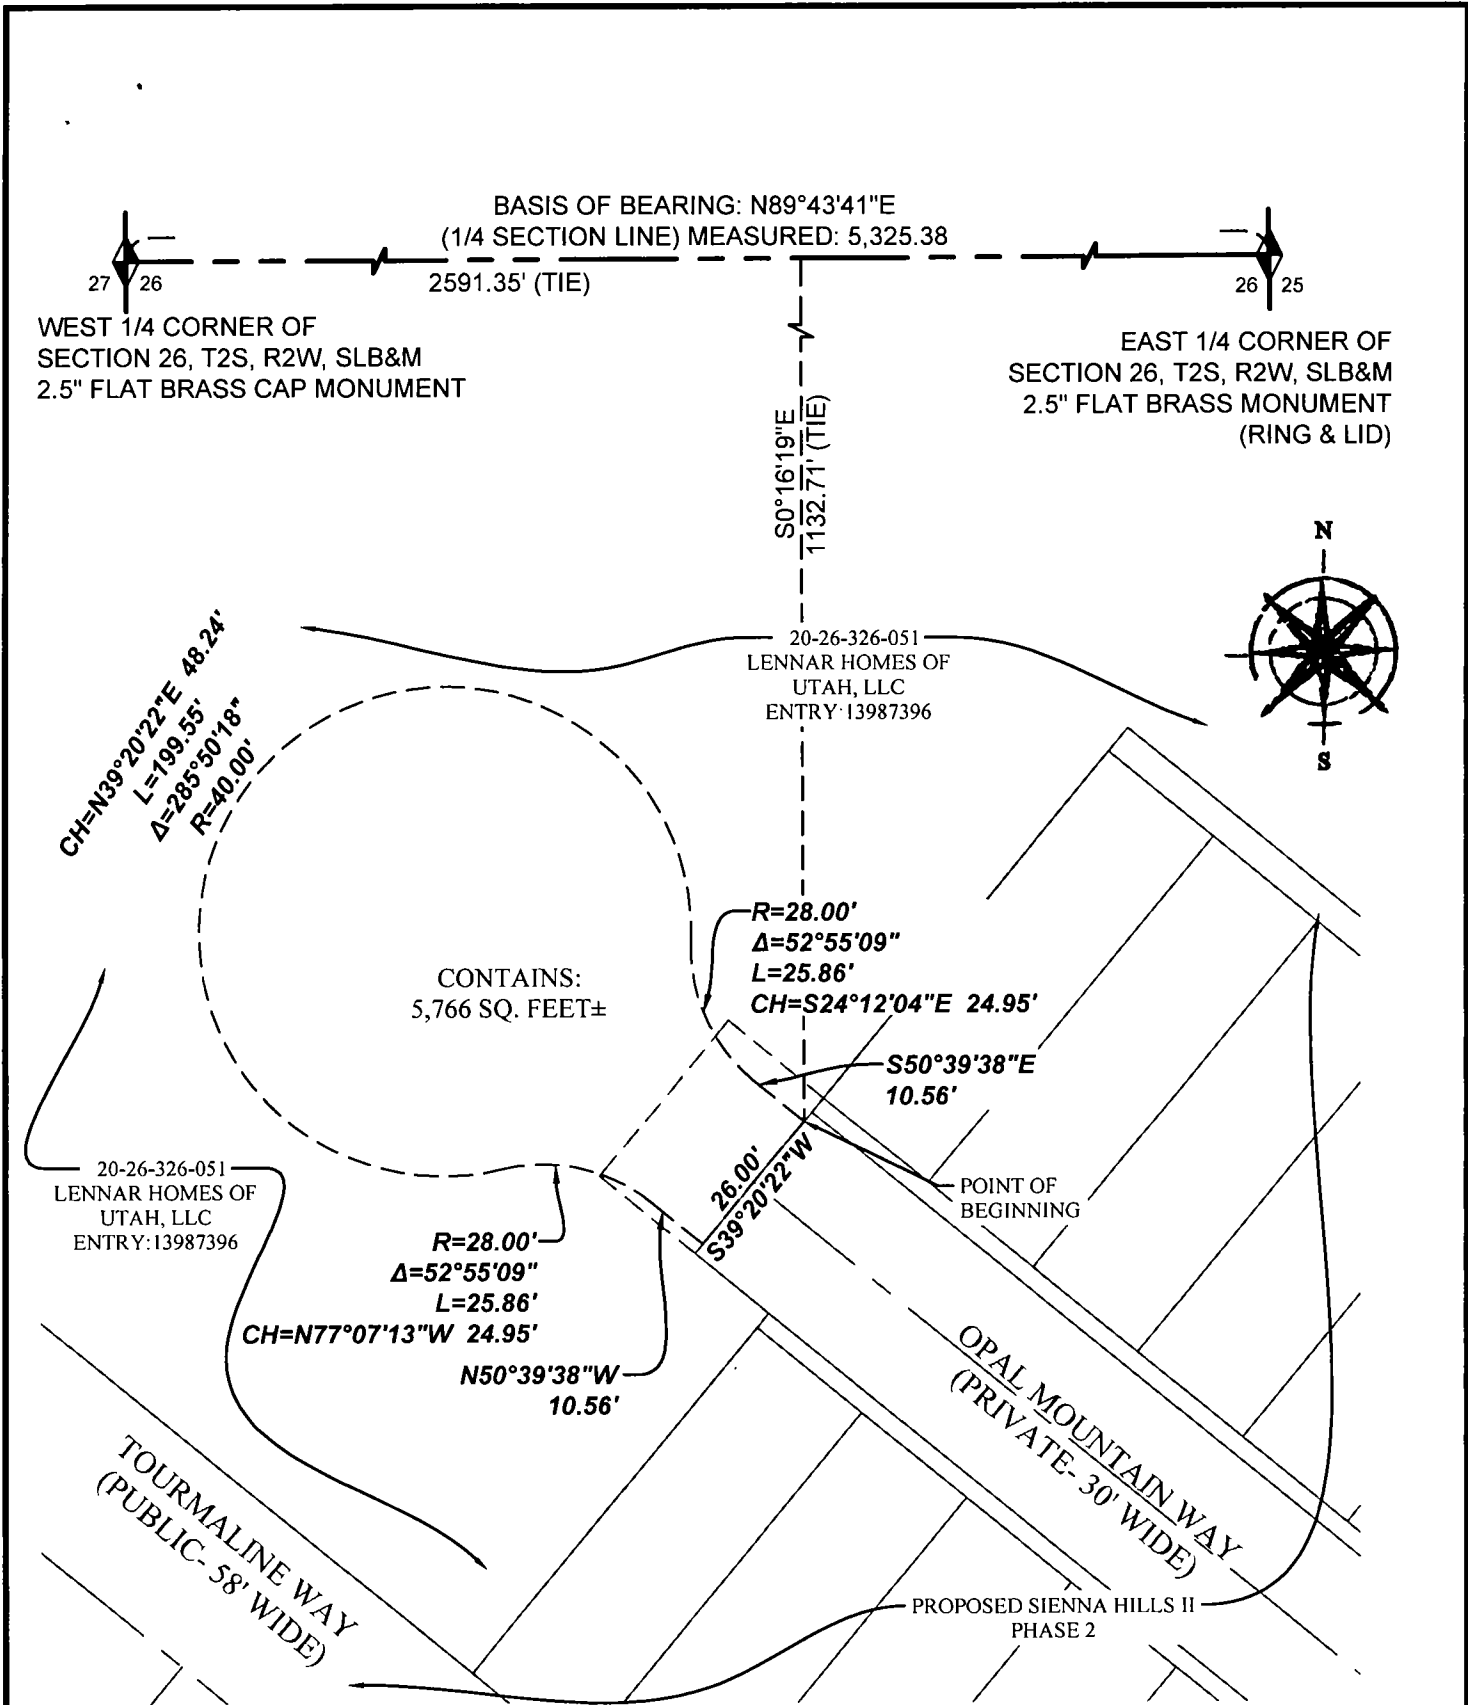 BASIS OF BEARING: N89°43'41"E
(1/4 SECTION LINE) MEASURED: 5,325.38
2591.35' (TIE)
27 26
26 25
WEST 1/4 CORNER OF
SECTION 26, T2S, R2W, SLB&M
2.5" FLAT BRASS CAP MONUMENT
EAST 1/4 CORNER OF
SECTION 26, T2S, R2W, SLB&M
2.5" FLAT BRASS MONUMENT
(RING & LID)
S0°16'19"E
1132.71' (TIE)
N
S
CH=N39°20'22"E 48.24'
L=199.55'
Δ=285°50'18"
R=40.00'
20-26-326-051
LENNAR HOMES OF
UTAH, LLC
ENTRY:13987396
R=28.00'
Δ=52°55'09"
L=25.86'
CH=S24°12'04"E 24.95'
CONTAINS:
5,766 SQ. FEET±
S50°39'38"E
10.56'
26.00'
S39°20'22"W
POINT OF
BEGINNING
20-26-326-051
LENNAR HOMES OF
UTAH, LLC
ENTRY:13987396
R=28.00'
Δ=52°55'09"
L=25.86'
CH=N77°07'13"W 24.95'
N50°39'38"W
10.56'
OPAL MOUNTAIN WAY
(PRIVATE- 30' WIDE)
TOURMALINE WAY
(PUBLIC- 58' WIDE)
PROPOSED SIENNA HILLS II
PHASE 2